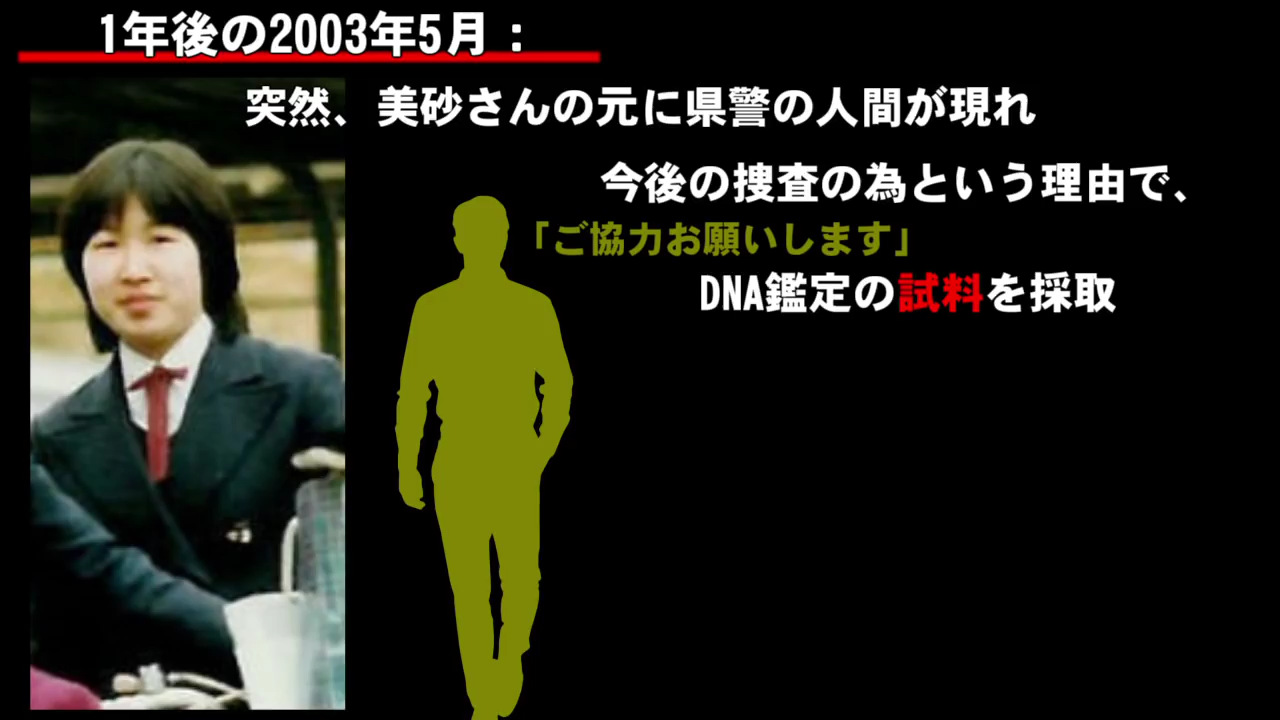 1年後の2003年5月：
突然、美砂さんの元に県警の人間が現れ
今後の捜査の為という理由で、
「ご協力お願いします」
DNA鑑定の試料を採取